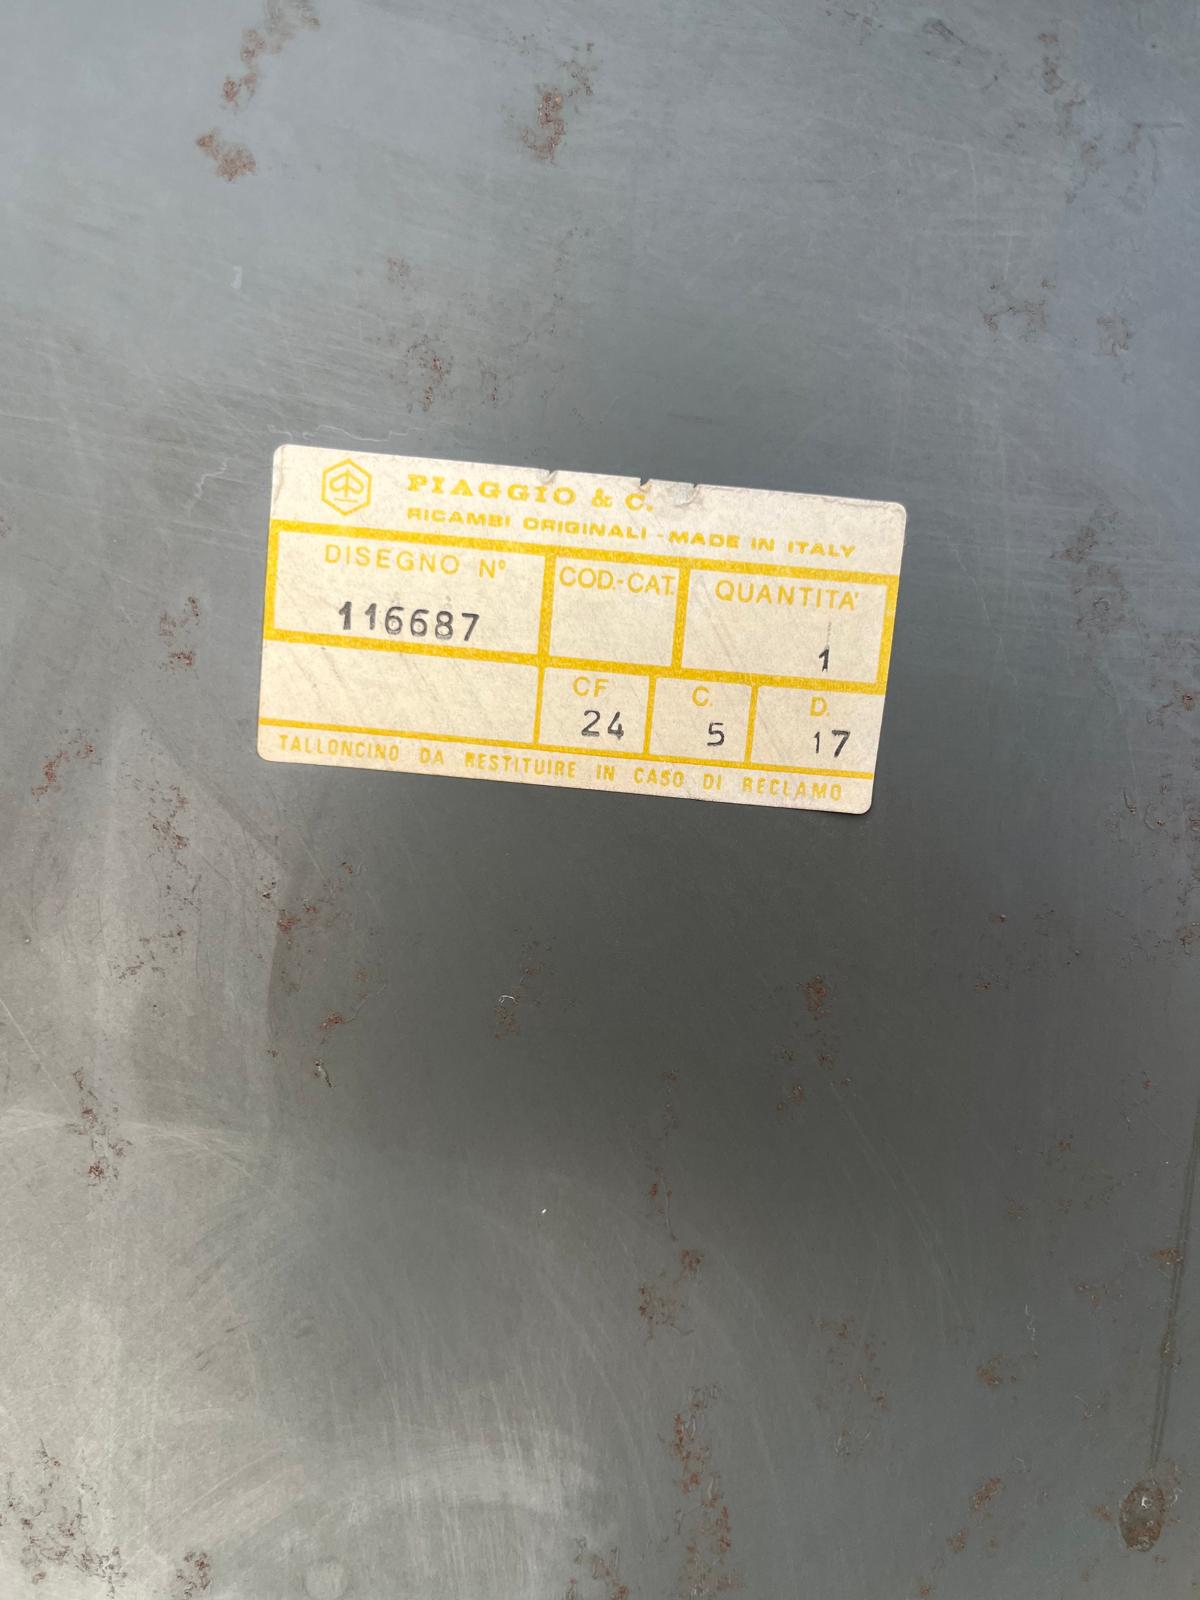 PIAGGIO & C.
RICAMBI ORIGINALI - MADE IN ITALY
DISEGNO N° COD.-CAT. QUANTITA'
116687 1
CF C. D.
24 5 17
TALLONCINO DA RESTITUIRE IN CASO DI RECLAMO